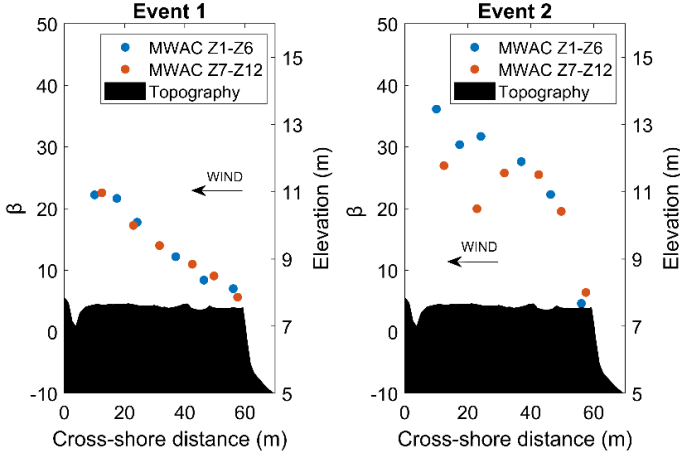 Event 1
MWAC Z1-Z6
MWAC Z7-Z12
Topography
WIND
β
50
40
30
20
10
0
-10
15
13
11
9
7
5
Elevation (m)
0
20
40
60
Cross-shore distance (m)
Event 2
MWAC Z1-Z6
MWAC Z7-Z12
Topography
WIND
β
50
40
30
20
10
0
-10
15
13
11
9
7
5
Elevation (m)
0
20
40
60
Cross-shore distance (m)